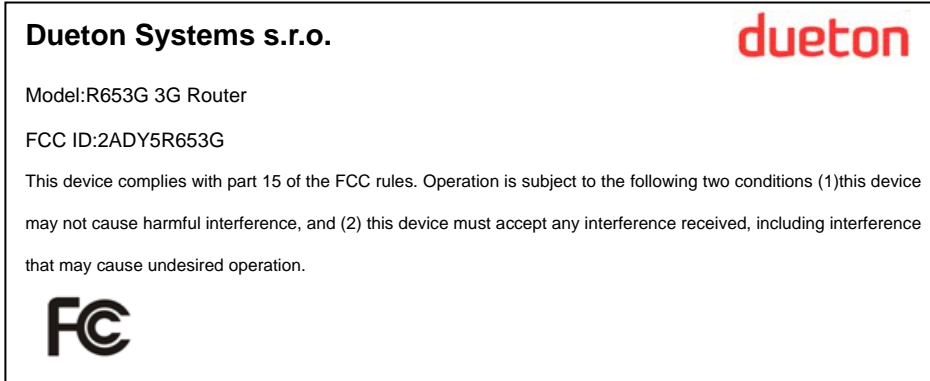 Dueton Systems s.r.o.
dueton
Model:R653G 3G Router
FCC ID:2ADY5R653G
This device complies with part 15 of the FCC rules. Operation is subject to the following two conditions (1)this device
may not cause harmful interference, and (2) this device must accept any interference received, including interference
that may cause undesired operation.
FC